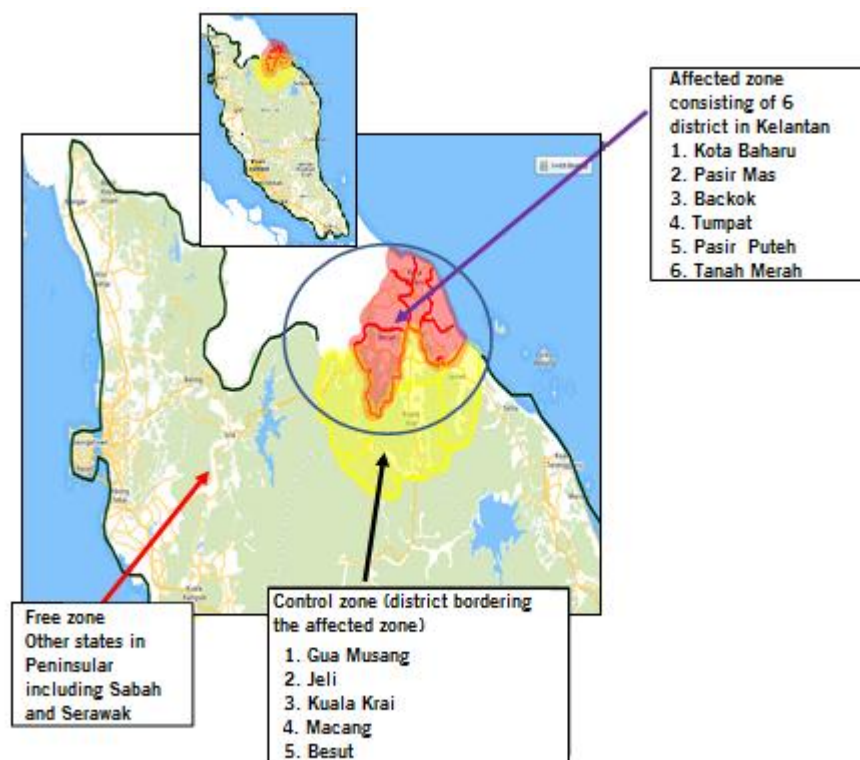 Affected zone
consisting of 6
district in Kelantan
1. Kota Baharu
2. Pasir Mas
3. Backok
4. Tumpat
5. Pasir Puteh
6. Tanah Merah
Free zone
Other states in
Peninsular
including Sabah
and Serawak
Control zone (district bordering
the affected zone)
1. Gua Musang
2. Jeli
3. Kuala Krai
4. Macang
5. Besut